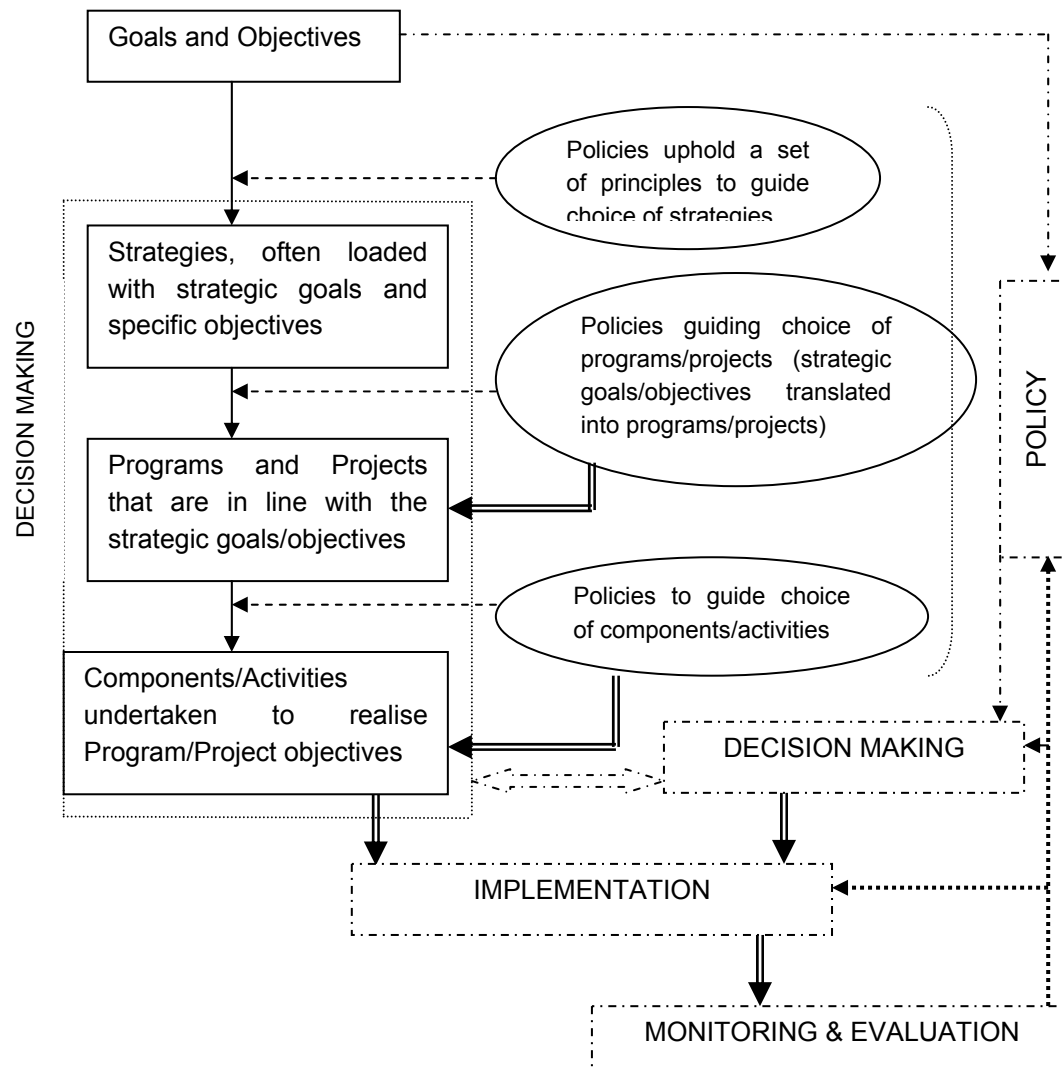 Goals and Objectives
Policies uphold a set
of principles to guide
choice of strategies
Strategies, often loaded
with strategic goals and
specific objectives
Policies guiding choice of
programs/projects (strategic
goals/objectives translated
into programs/projects)
DECISION MAKING
POLICY
Programs and Projects
that are in line with the
strategic goals/objectives
Policies to guide choice
of components/activities
Components/Activities
undertaken to realise
Program/Project objectives
DECISION MAKING
IMPLEMENTATION
MONITORING & EVALUATION